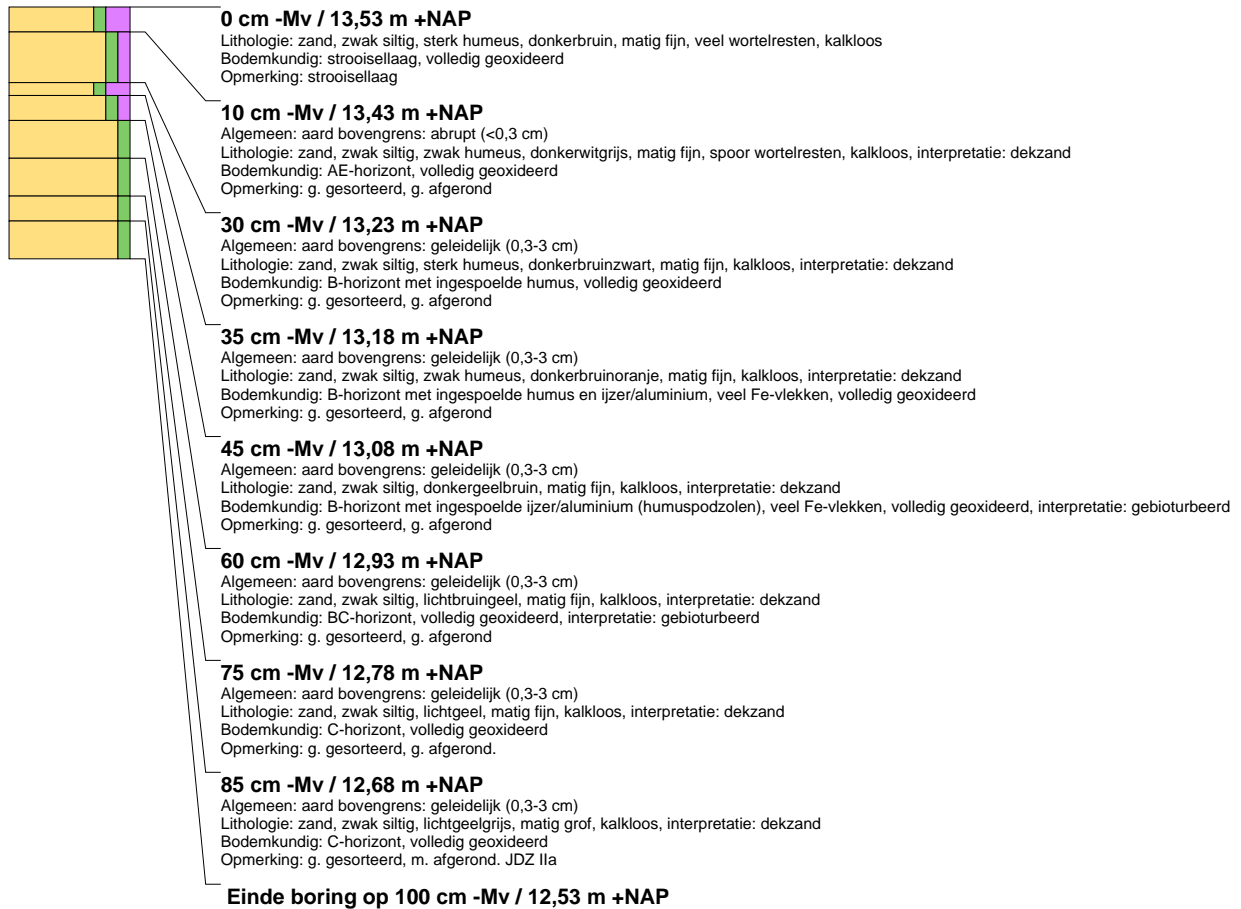 0 cm -Mv / 13,53 m +NAP
Lithologie: zand, zwak siltig, sterk humeus, donkerbruin, matig fijn, veel wortelresten, kalkloos
Bodemkundig: strooisellaag, volledig geoxideerd
Opmerking: strooisellaag
10 cm -Mv / 13,43 m +NAP
Algemeen: aard bovengrens: abrupt (<0,3 cm)
Lithologie: zand, zwak siltig, zwak humeus, donkerwitgrijs, matig fijn, spoor wortelresten, kalkloos, interpretatie: dekzand
Bodemkundig: AE-horizont, volledig geoxideerd
Opmerking: g. gesorteerd, g. afgerond
30 cm -Mv / 13,23 m +NAP
Algemeen: aard bovengrens: geleidelijk (0,3-3 cm)
Lithologie: zand, zwak siltig, sterk humeus, donkerbruinzwart, matig fijn, kalkloos, interpretatie: dekzand
Bodemkundig: B-horizont met ingespoelde humus, volledig geoxideerd
Opmerking: g. gesorteerd, g. afgerond
35 cm -Mv / 13,18 m +NAP
Algemeen: aard bovengrens: geleidelijk (0,3-3 cm)
Lithologie: zand, zwak siltig, zwak humeus, donkerbruinoranje, matig fijn, kalkloos, interpretatie: dekzand
Bodemkundig: B-horizont met ingespoelde humus en ijzer/aluminium, veel Fe-vlekken, volledig geoxideerd
Opmerking: g. gesorteerd, g. afgerond
45 cm -Mv / 13,08 m +NAP
Algemeen: aard bovengrens: geleidelijk (0,3-3 cm)
Lithologie: zand, zwak siltig, donkergeelbruin, matig fijn, kalkloos, interpretatie: dekzand
Bodemkundig: B-horizont met ingespoelde ijzer/aluminium (humuspodzolen), veel Fe-vlekken, volledig geoxideerd, interpretatie: gebioturbeerd
Opmerking: g. gesorteerd, g. afgerond
60 cm -Mv / 12,93 m +NAP
Algemeen: aard bovengrens: geleidelijk (0,3-3 cm)
Lithologie: zand, zwak siltig, lichtbruingeel, matig fijn, kalkloos, interpretatie: dekzand
Bodemkundig: BC-horizont, volledig geoxideerd, interpretatie: gebioturbeerd
Opmerking: g. gesorteerd, g. afgerond
75 cm -Mv / 12,78 m +NAP
Algemeen: aard bovengrens: geleidelijk (0,3-3 cm)
Lithologie: zand, zwak siltig, lichtgeel, matig fijn, kalkloos, interpretatie: dekzand
Bodemkundig: C-horizont, volledig geoxideerd
Opmerking: g. gesorteerd, g. afgerond.
85 cm -Mv / 12,68 m +NAP
Algemeen: aard bovengrens: geleidelijk (0,3-3 cm)
Lithologie: zand, zwak siltig, lichtgeelgrijs, matig grof, kalkloos, interpretatie: dekzand
Bodemkundig: C-horizont, volledig geoxideerd
Opmerking: g. gesorteerd, m. afgerond. JDZ IIa
Einde boring op 100 cm -Mv / 12,53 m +NAP